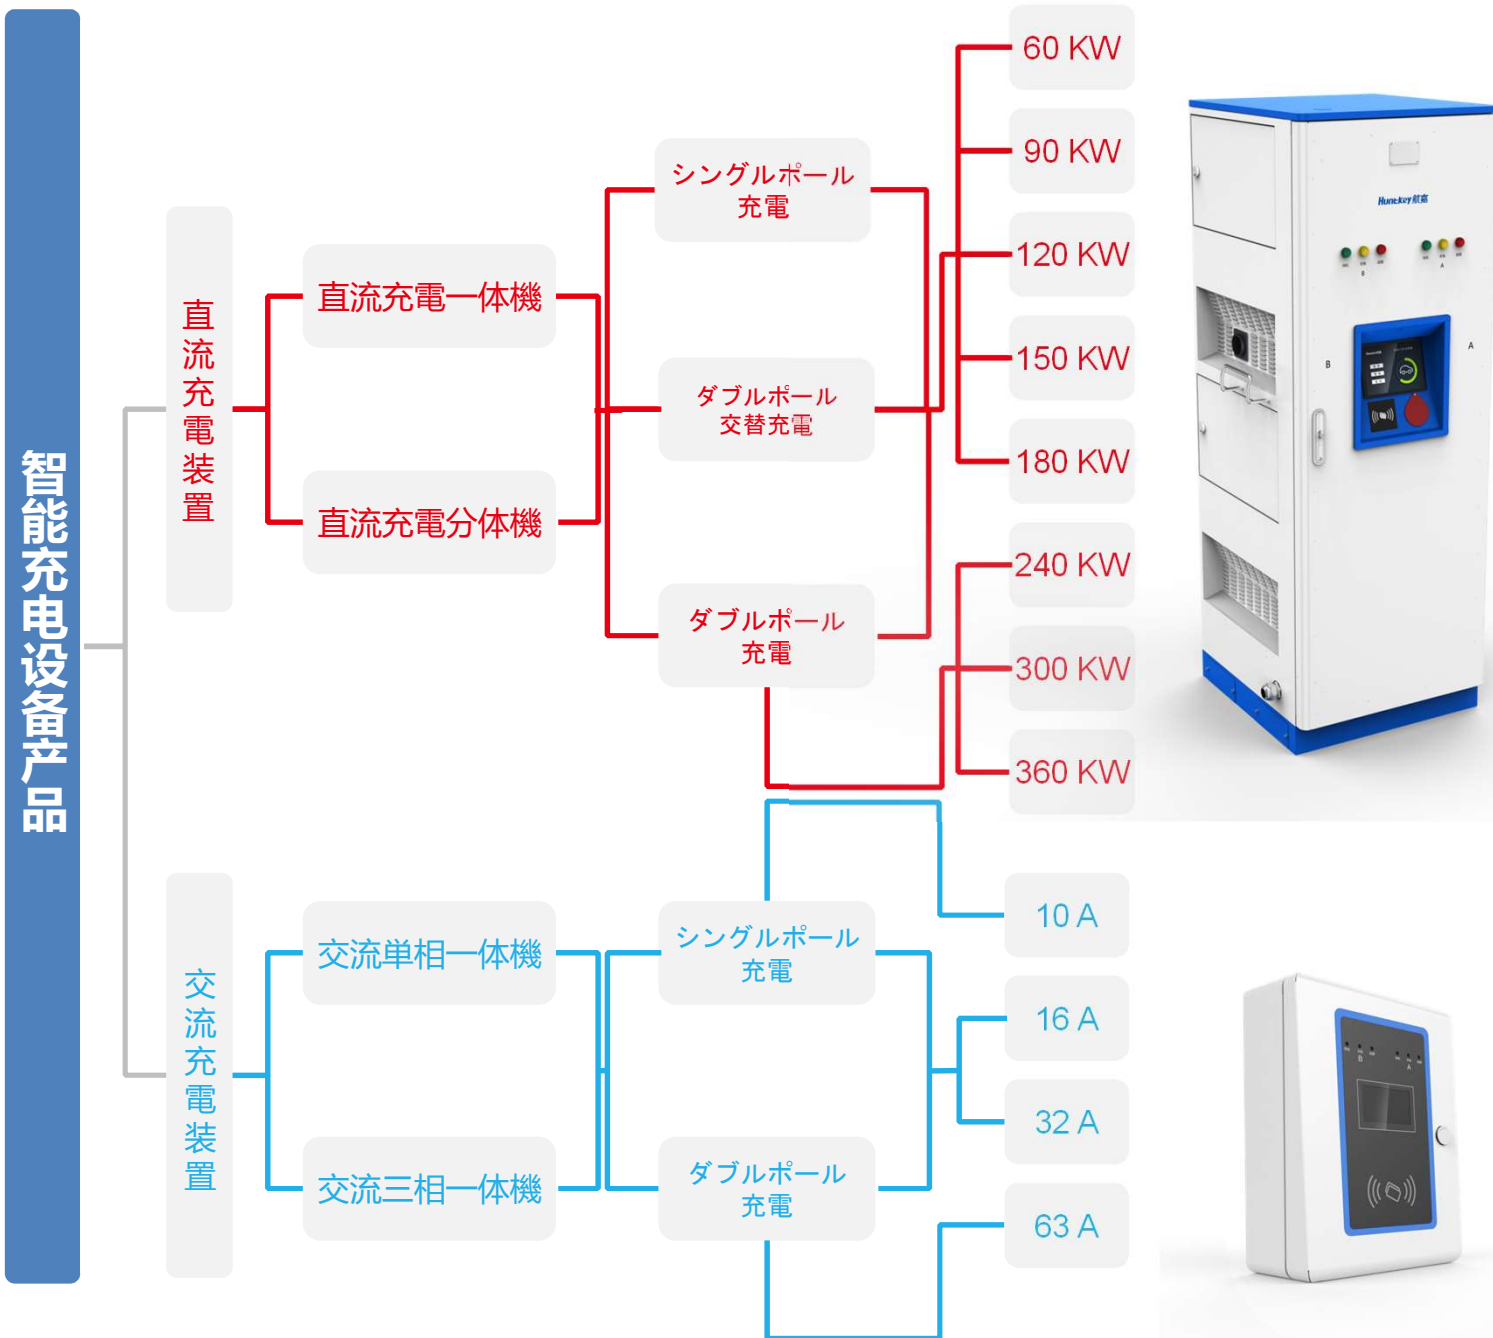 智能充电设备产品
直流充電装置
直流充電一体機
直流充電分体機
シングルポール
充電
ダブルポール
交替充電
ダブルポール
充電
60 KW
90 KW
120 KW
150 KW
180 KW
240 KW
300 KW
360 KW
Huntkey 航嘉
B
A
B
A
交流充電装置
交流単相一体機
交流三相一体機
シングルポール
充電
ダブルポール
充電
10 A
16 A
32 A
63 A
B
A